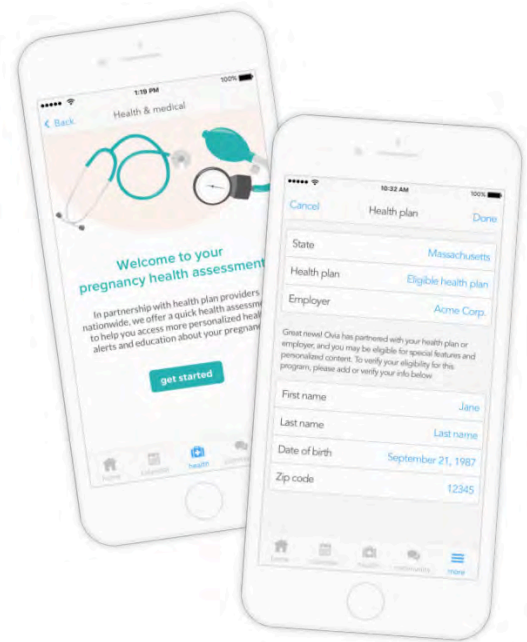 1:19 PM
100%
Back
Health & medical
Welcome to your
pregnancy health assessment
In partnership with health plan providers
nationwide, we offer a quick health
to help you access more personalized
alerts and education about your
get started
home
calendar
health
10:32 AM
100%
Cancel
Health plan
Done
State
Massachusetts
Health plan
Eligible health plan
Employer
Acme Corp.
Great news! Ovia has partnered with your health plan or
employer, and you may be eligible for special features and
personalized content. To verify your eligibility for this
program, please add or verify your info below.
First name
Jane
Last name
Last name
Date of birth
September 21, 1987
Zip code
12345
home
calendar
health
community
more